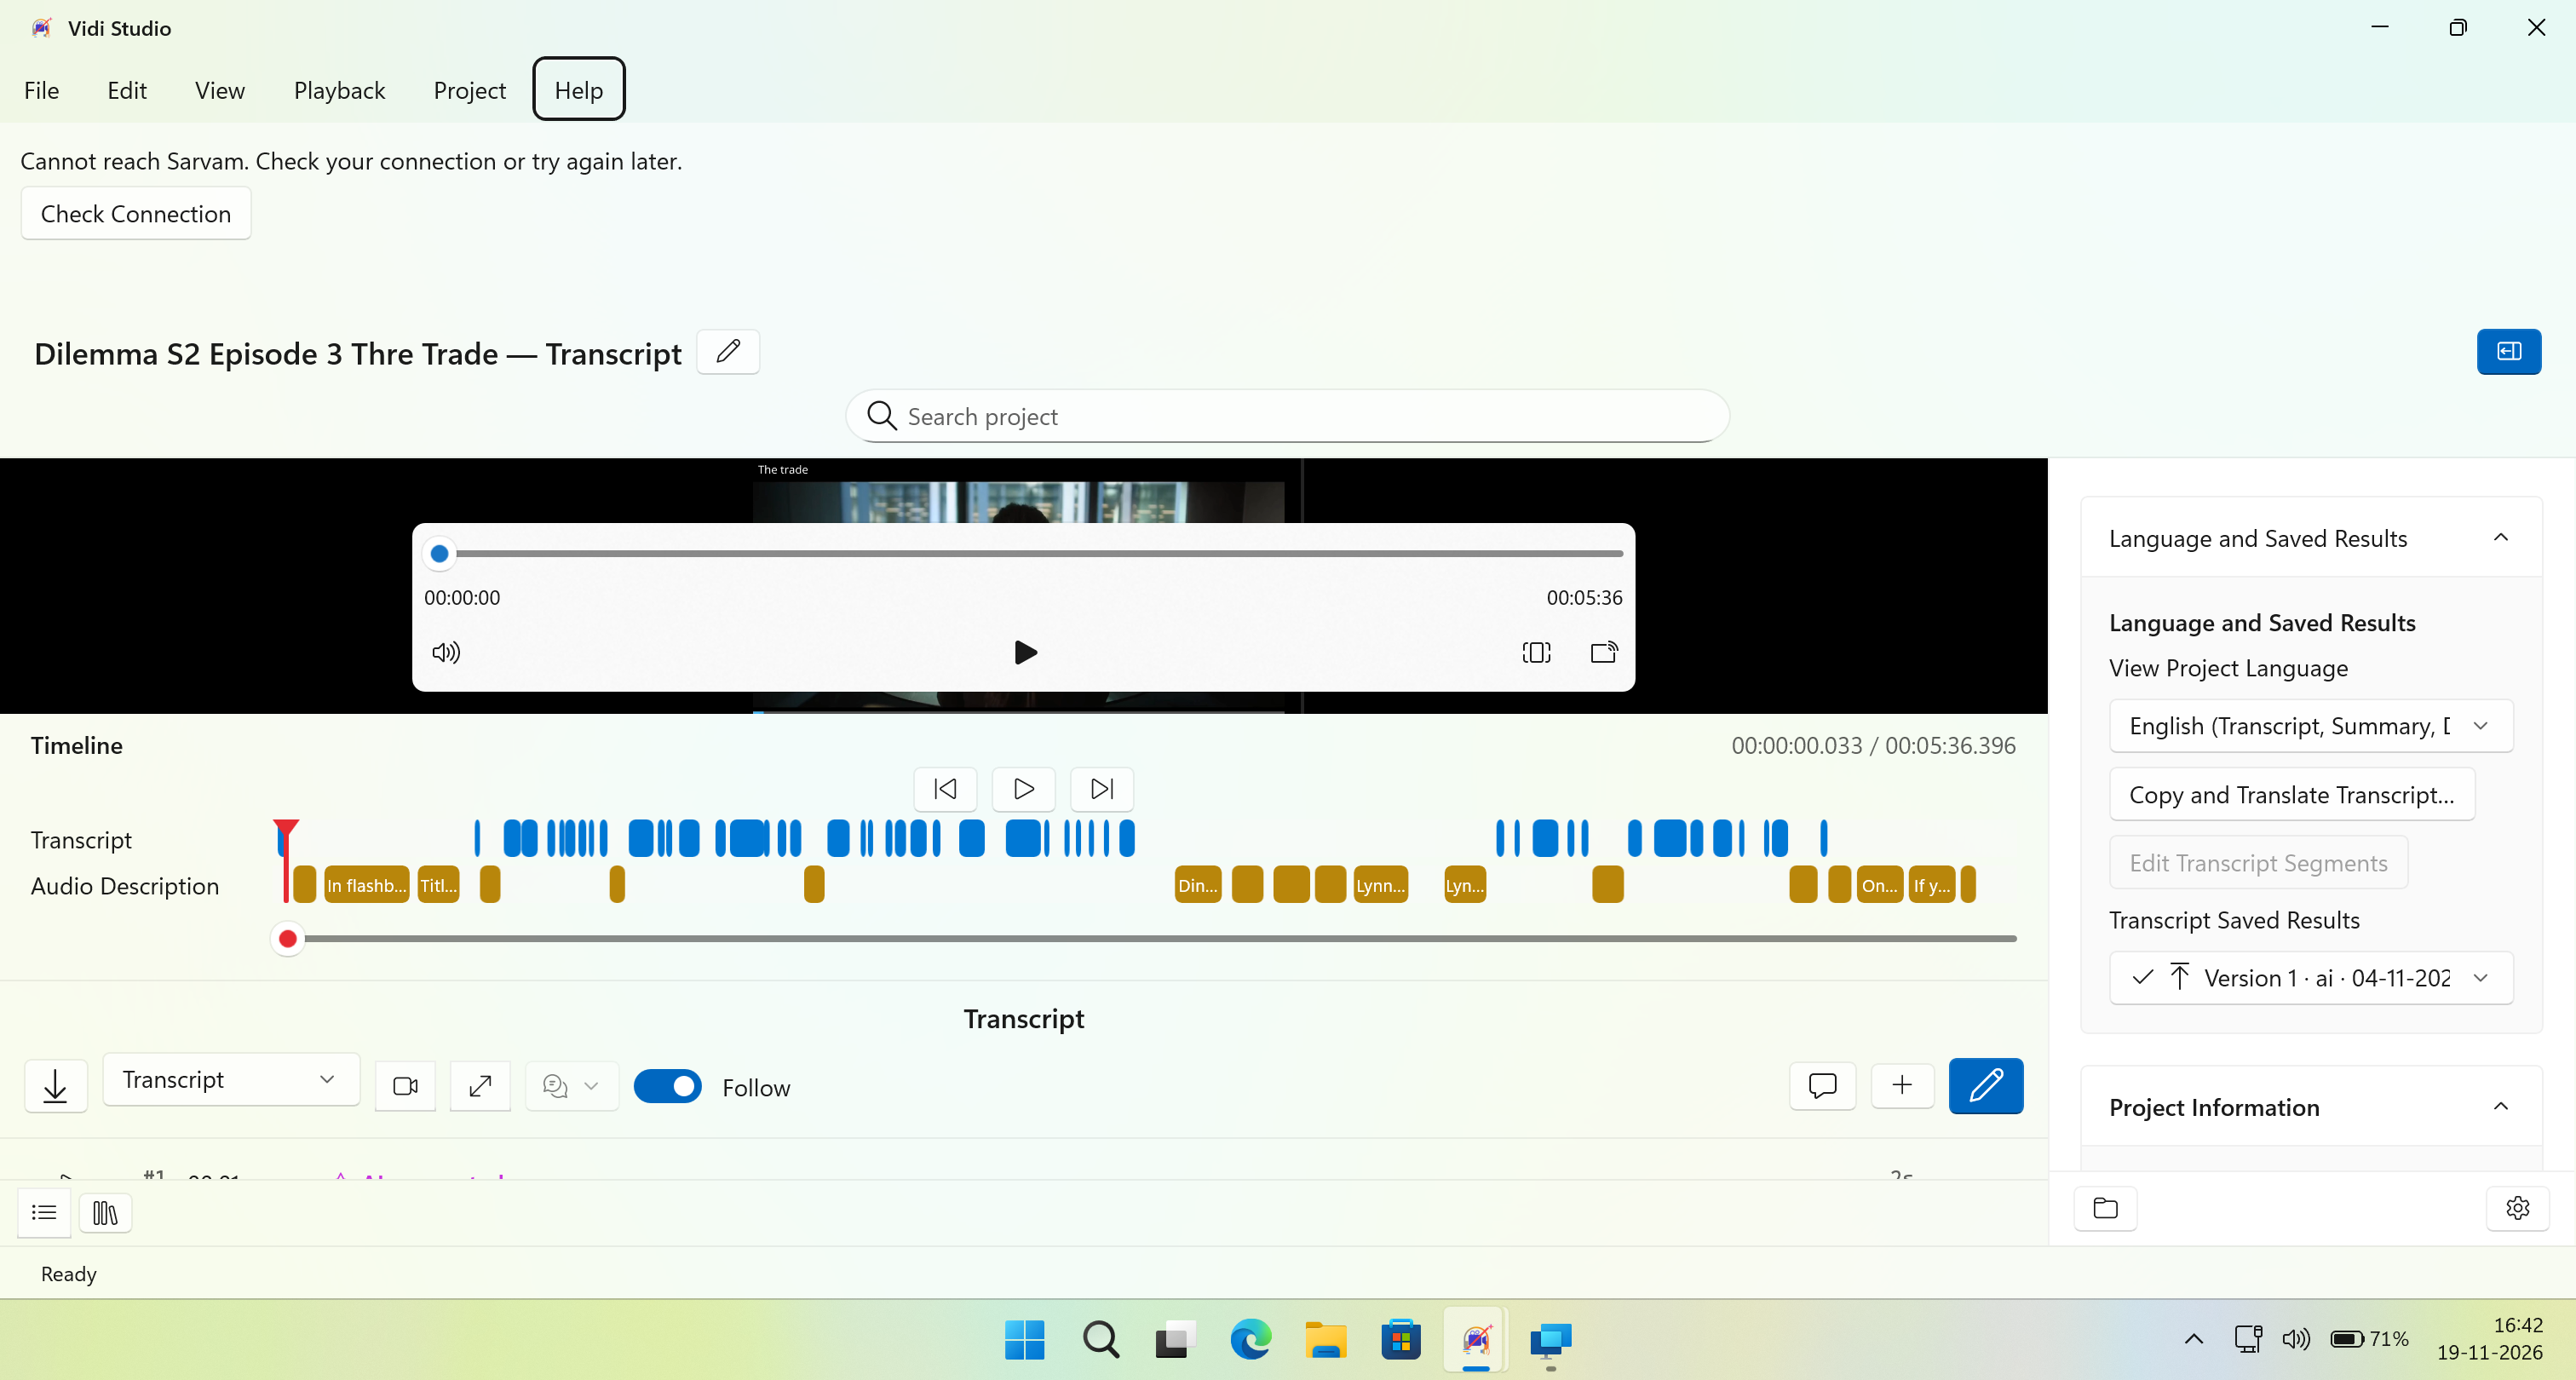 Vidi Studio
File Edit View Playback Project Help
Cannot reach Sarvam. Check your connection or try again later.
Check Connection
Dilemma S2 Episode 3 Thre Trade — Transcript
Search project
The trade
00:00:00
00:05:36
Timeline
00:00:00.033 / 00:05:36.396
Transcript
Audio Description
In flashb...
Titl...
Din...
Lynn...
Lyn...
On...
If y...
Transcript
Transcript
Follow
#1
2s
Language and Saved Results
Language and Saved Results
View Project Language
English (Transcript, Summary, D
Copy and Translate Transcript...
Edit Transcript Segments
Transcript Saved Results
Version 1 · ai · 04-11-202
Project Information
Ready
71%
16:42
19-11-2026